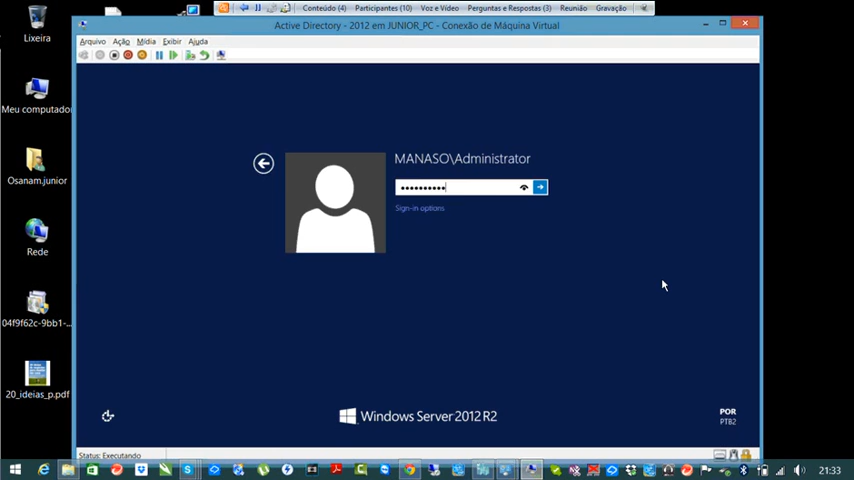 Conteúdo (4) Participantes (10) Voz e Vídeo Perguntas e Respostas (3) Reunião Gravação
Active Directory - 2012 em JUNIOR_PC - Conexão de Máquina Virtual
Arquivo Ação Mídia Exibir Ajuda
Lixeira
Meu computador
Osanam.junior
Rede
04f9f62c-9bb1-...
20_ideias_p.pdf
MANASO\Administrator
Sign-in options
Windows Server 2012 R2
POR
PTB2
Status: Executando
21:33